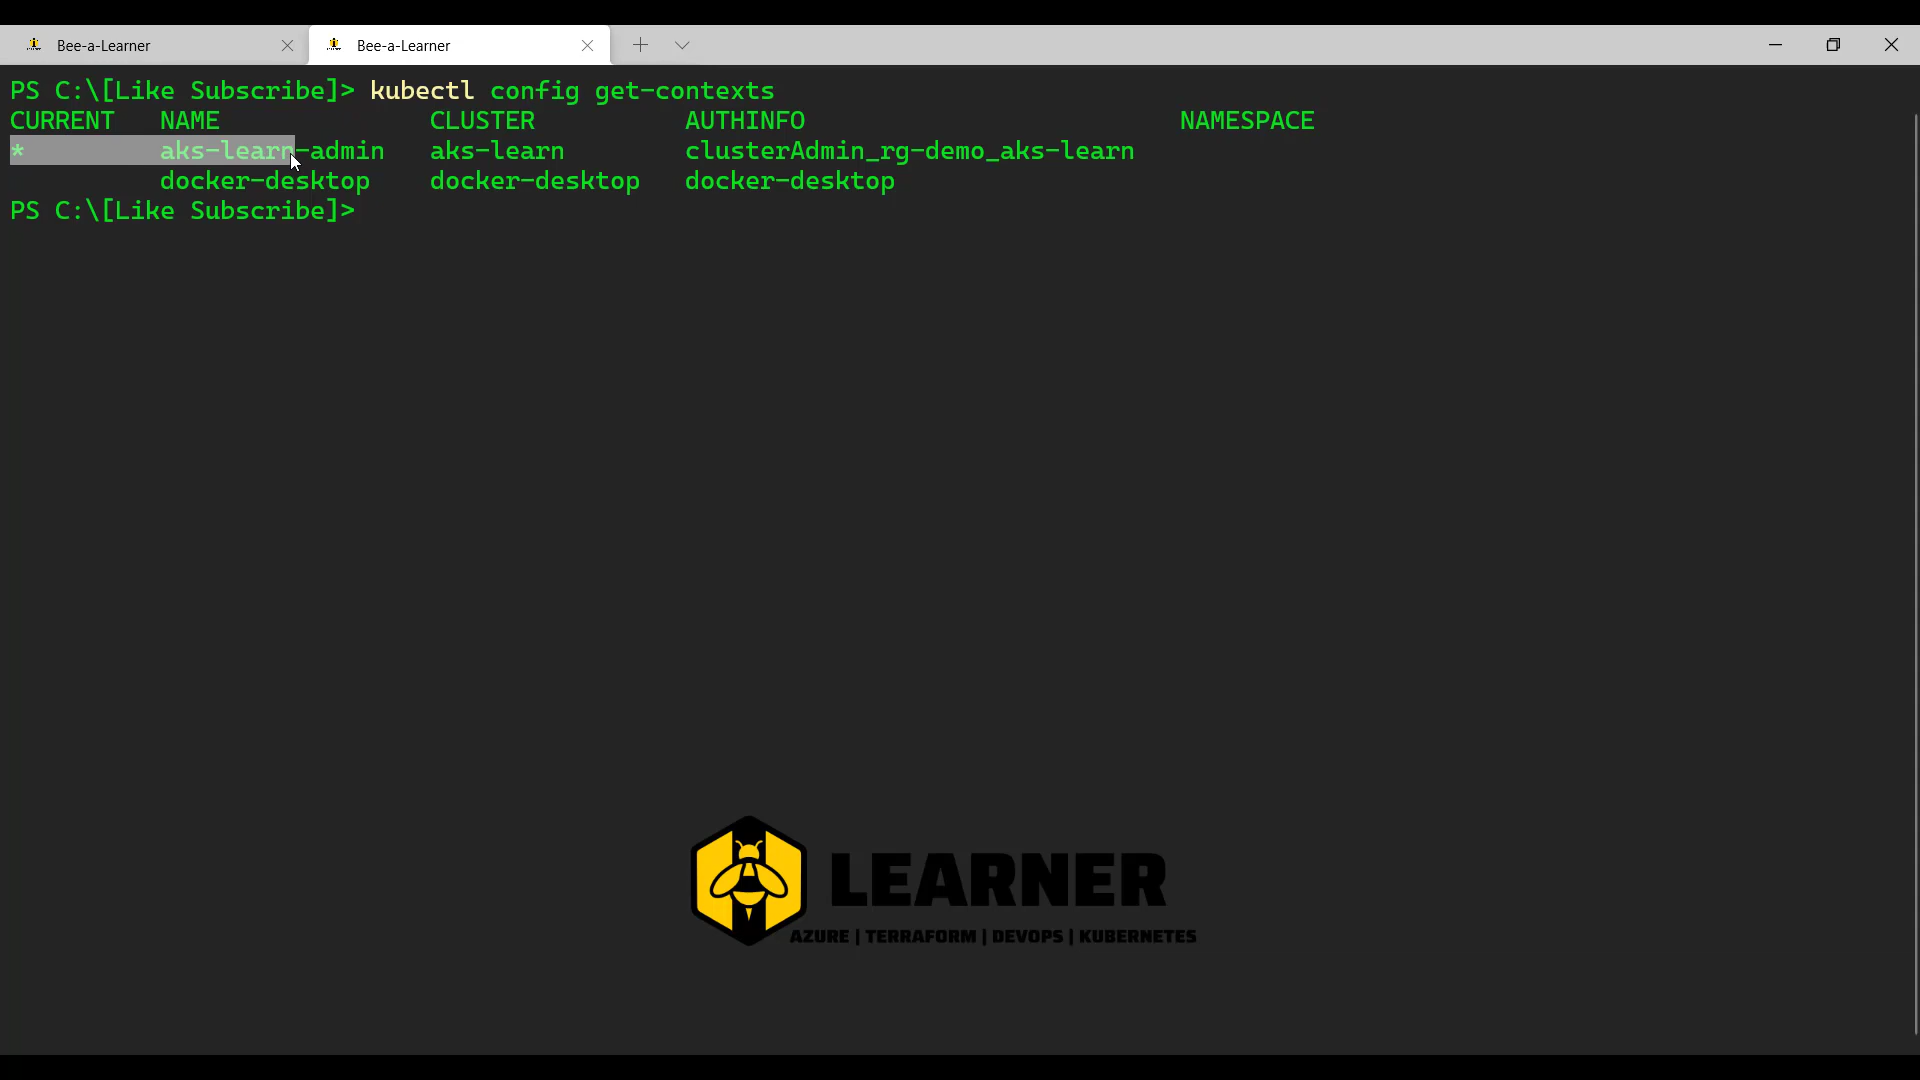 Bee-a-Learner
Bee-a-Learner
PS C:\[Like Subscribe]> kubectl config get-contexts
CURRENT NAME CLUSTER AUTHINFO NAMESPACE
* aks-learn-admin aks-learn clusterAdmin_rg-demo_aks-learn
docker-desktop docker-desktop docker-desktop
PS C:\[Like Subscribe]>
LEARNER
AZURE | TERRAFORM | DEVOPS | KUBERNETES